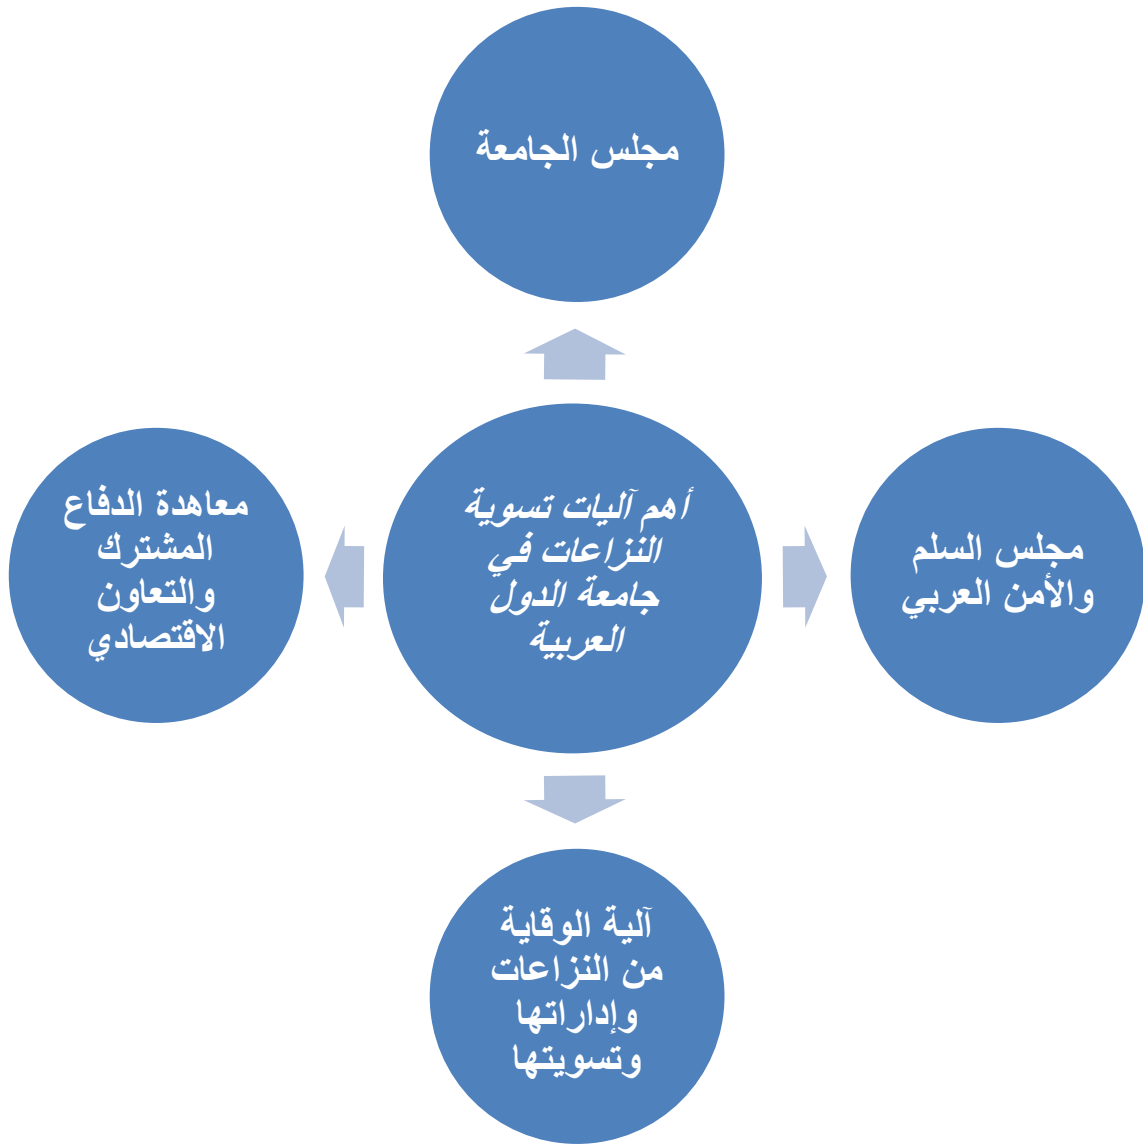 مجلس الجامعة
أهم آليات تسوية
النزاعات في
جامعة الدول
العربية
مجلس السلم
والأمن العربي
معاهدة الدفاع
المشترك
والتعاون
الاقتصادي
آلية الوقاية
من النزاعات
وإداراتها
وتسويتها